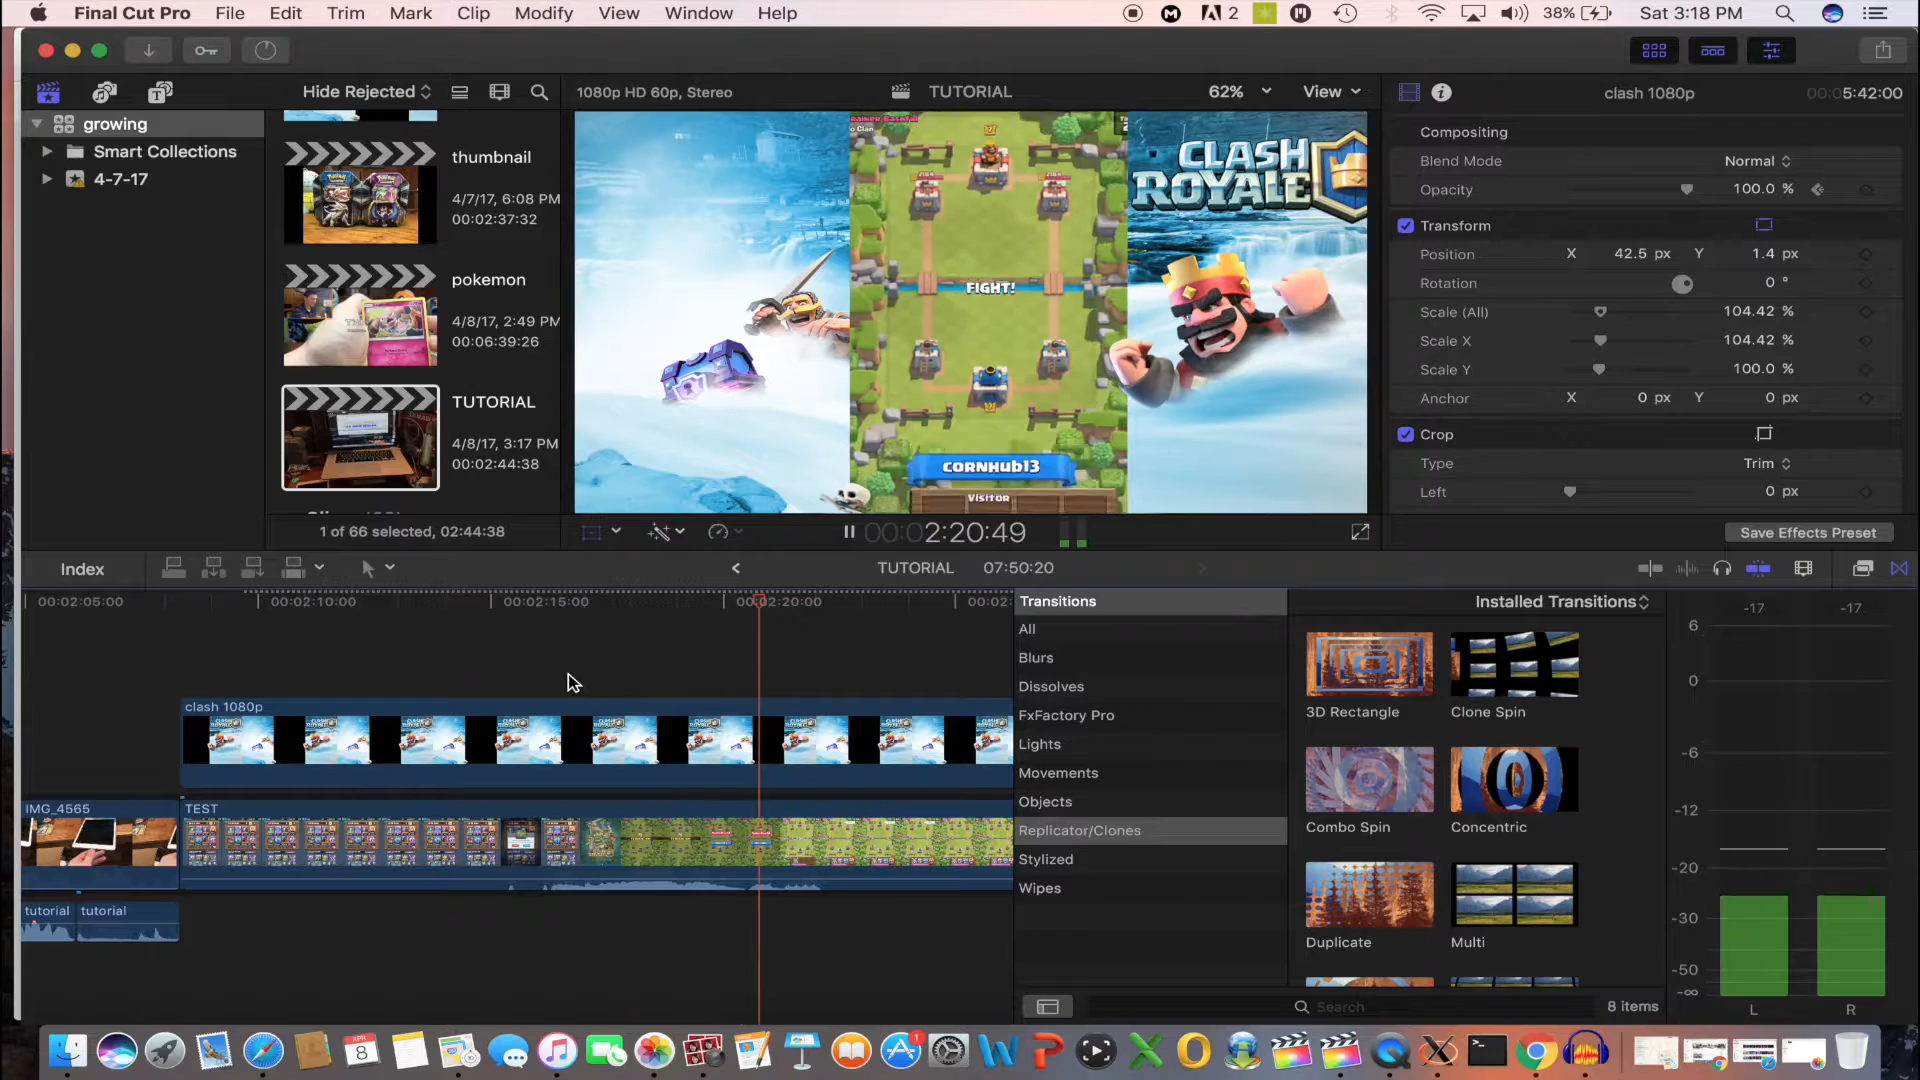 Final Cut Pro File Edit Trim Mark Clip Modify View Window Help
2 38% Sat 3:18 PM
Hide Rejected
1080p HD 60p, Stereo
TUTORIAL
62%
View
clash 1080p
00:05:42:00
growing
Smart Collections
4-7-17
thumbnail
4/7/17, 6:08 PM
00:02:37:32
pokemon
4/8/17, 2:49 PM
00:06:39:26
TUTORIAL
4/8/17, 3:17 PM
00:02:44:38
1 of 66 selected, 02:44:38
CLASH
ROYALE
FIGHT!
CORNHUB13
VISITOR
00:02:20:49
Compositing
Blend Mode Normal
Opacity 100.0 %
Transform
Position X 42.5 px Y 1.4 px
Rotation 0 °
Scale (All) 104.42 %
Scale X 104.42 %
Scale Y 100.0 %
Anchor X 0 px Y 0 px
Crop
Type Trim
Left 0 px
Save Effects Preset
Index
TUTORIAL 07:50:20
00:02:05:00 00:02:10:00 00:02:15:00 00:02:20:00 00:02:
clash 1080p
IMG_4565
TEST
tutorial
tutorial
Transitions
All
Blurs
Dissolves
FxFactory Pro
Lights
Movements
Objects
Replicator/Clones
Stylized
Wipes
Installed Transitions
3D Rectangle
Clone Spin
Combo Spin
Concentric
Duplicate
Multi
Search
8 items
-17 -17
6
0
-6
-12
-20
-30
-50
-∞
L R
APR
8
1